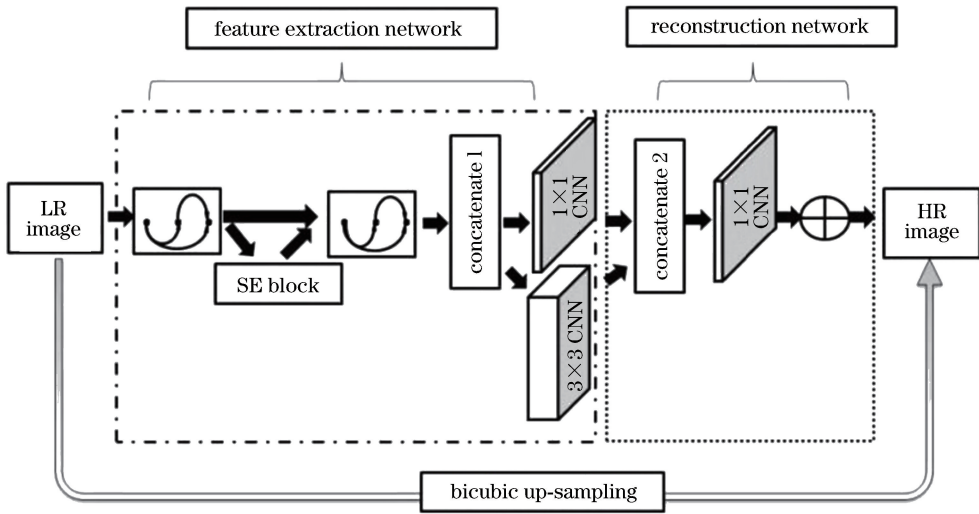 feature extraction network
reconstruction network
LR
image
SE block
concatenate 1
1×1
CNN
3×3 CNN
concatenate 2
1×1
CNN
HR
image
bicubic up-sampling